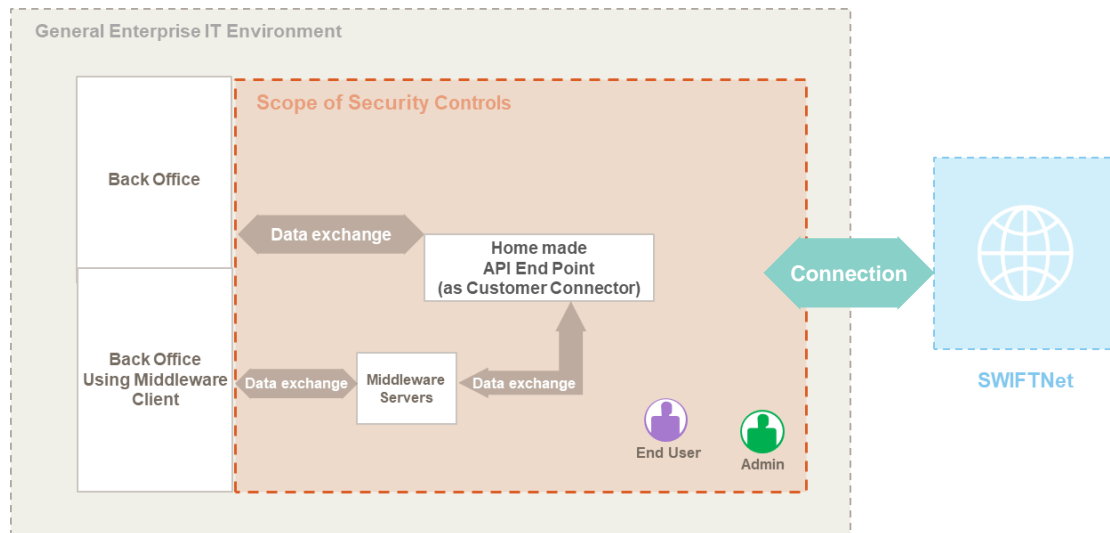 General Enterprise IT Environment
Scope of Security Controls
Back Office
Data exchange
Home made
API End Point
(as Customer Connector)
Connection
SWIFTNet
Back Office
Using Middleware
Client
Data exchange
Middleware
Servers
Data exchange
End User
Admin